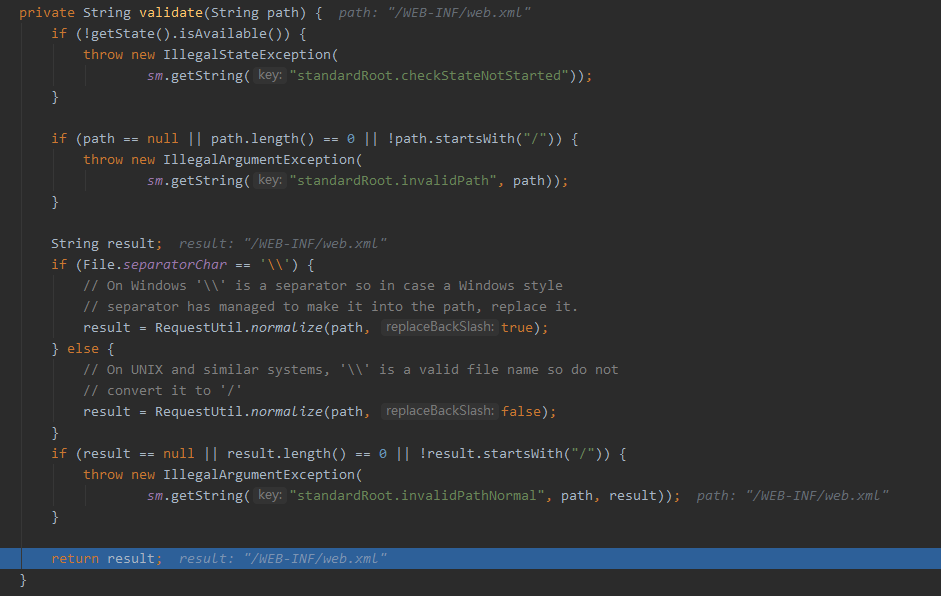 private String validate(String path) {  path: "/WEB-INF/web.xml"
    if (!getState().isAvailable()) {
        throw new IllegalStateException(
                sm.getString( key: "standardRoot.checkStateNotStarted"));
    }

    if (path == null || path.length() == 0 || !path.startsWith("/")) {
        throw new IllegalArgumentException(
                sm.getString( key: "standardRoot.invalidPath", path));
    }

    String result;  result: "/WEB-INF/web.xml"
    if (File.separatorChar == '\\') {
        // On Windows '\\' is a separator so in case a Windows style
        // separator has managed to make it into the path, replace it.
        result = RequestUtil.normalize(path,  replaceBackSlash: true);
    } else {
        // On UNIX and similar systems, '\\' is a valid file name so do not
        // convert it to '/'
        result = RequestUtil.normalize(path,  replaceBackSlash: false);
    }
    if (result == null || result.length() == 0 || !result.startsWith("/")) {
        throw new IllegalArgumentException(
                sm.getString( key: "standardRoot.invalidPathNormal", path, result));  path: "/WEB-INF/web.xml"
    }

    return result;  result: "/WEB-INF/web.xml"
}